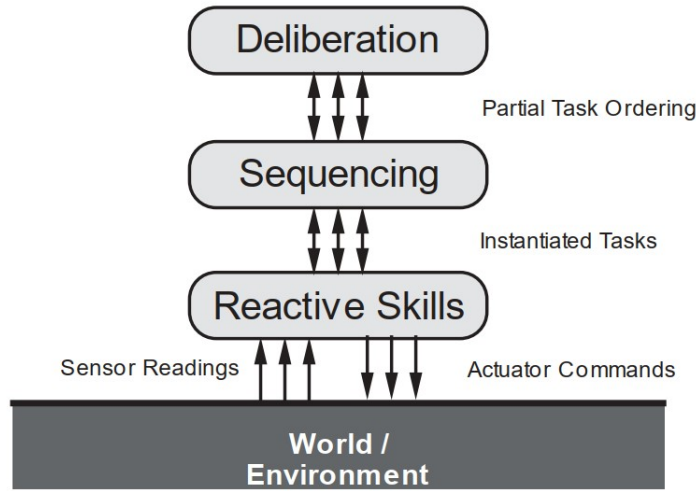 Deliberation
Partial Task Ordering
Sequencing
Instantiated Tasks
Reactive Skills
Sensor Readings
Actuator Commands
World /
Environment